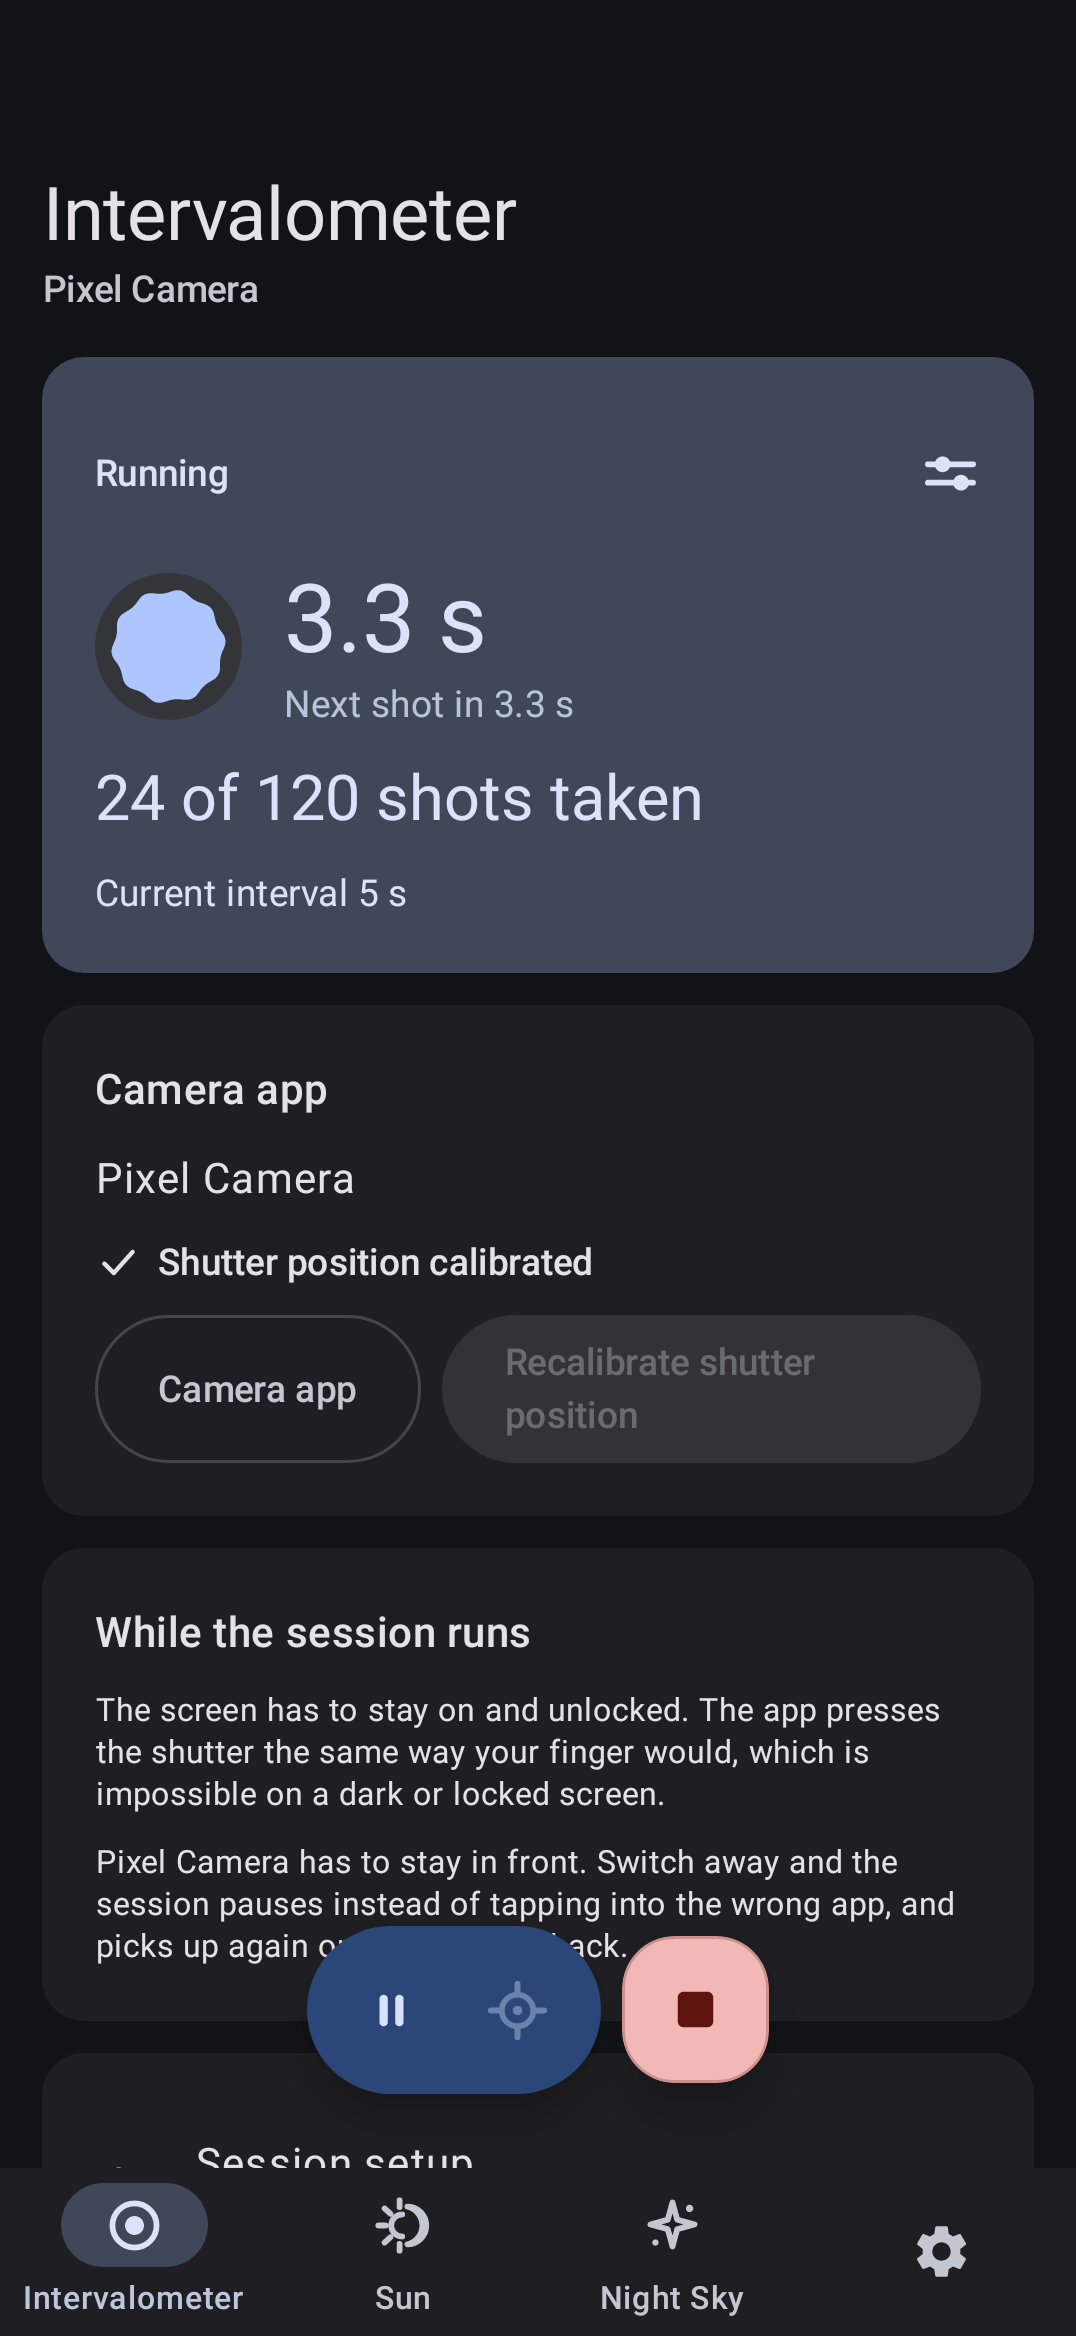 Intervalometer
Pixel Camera
Running
3.3 s
Next shot in 3.3 s
24 of 120 shots taken
Current interval 5 s
Camera app
Pixel Camera
Shutter position calibrated
Camera app
Recalibrate shutter
position
While the session runs
The screen has to stay on and unlocked. The app presses
the shutter the same way your finger would, which is
impossible on a dark or locked screen.
Pixel Camera has to stay in front. Switch away and the
session pauses instead of tapping into the wrong app, and
picks up again
Session setup
Intervalometer
Sun
Night Sky